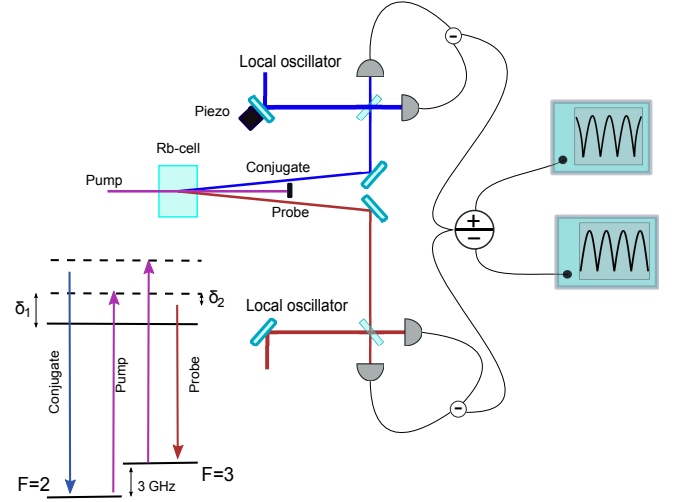 Local oscillator
-
Piezo
Rb-cell
Conjugate
Pump
Probe
+
−
δ1
δ2
Local oscillator
Conjugate
Pump
Probe
F=2
F=3
3 GHz
-